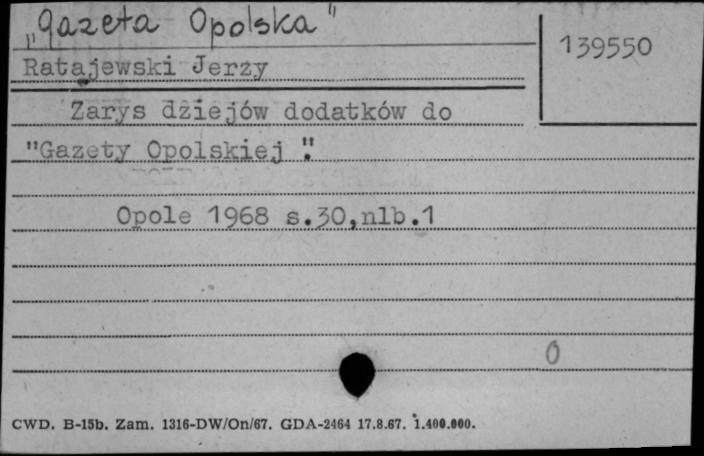 "Gazeta Opolska"
139550
Ratajewski Jerzy
Zarys dziejów dodatków do
"Gazety Opolskiej".
Opole 1968 s.30,nlb.1
0
CWD. B-15b. Zam. 1316-DW/On/67. GDA-2464 17.8.67. 1.400.000.